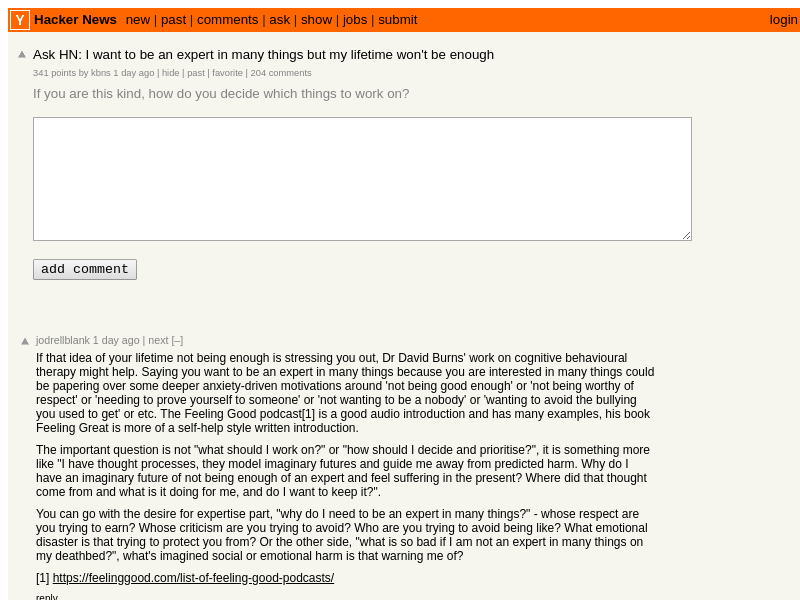 Y Hacker News new | past | comments | ask | show | jobs | submit login
Ask HN: I want to be an expert in many things but my lifetime won't be enough
341 points by kbns 1 day ago | hide | past | favorite | 204 comments
If you are this kind, how do you decide which things to work on?
add comment
jodrellblank 1 day ago | next [–]
If that idea of your lifetime not being enough is stressing you out, Dr David Burns' work on cognitive behavioural
therapy might help. Saying you want to be an expert in many things because you are interested in many things could
be papering over some deeper anxiety-driven motivations around 'not being good enough' or 'not being worthy of
respect' or 'needing to prove yourself to someone' or 'not wanting to be a nobody' or 'wanting to avoid the bullying
you used to get' or etc. The Feeling Good podcast[1] is a good audio introduction and has many examples, his book
Feeling Great is more of a self-help style written introduction.
The important question is not "what should I work on?" or "how should I decide and prioritise?", it is something more
like "I have thought processes, they model imaginary futures and guide me away from predicted harm. Why do I
have an imaginary future of not being enough of an expert and feel suffering in the present? Where did that thought
come from and what is it doing for me, and do I want to keep it?".
You can go with the desire for expertise part, "why do I need to be an expert in many things?" - whose respect are
you trying to earn? Whose criticism are you trying to avoid? Who are you trying to avoid being like? What emotional
disaster is that trying to protect you from? Or the other side, "what is so bad if I am not an expert in many things on
my deathbed?", what's imagined social or emotional harm is that warning me of?
[1] https://feelinggood.com/list-of-feeling-good-podcasts/
reply